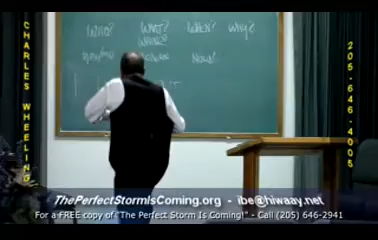 WHO? WHAT? WHEN? WHY?
WHERE?
CHARLES WHEELING
205-646-4005
ThePerfectStormIsComing.org - ibe@hiwaay.net
For a FREE copy of "The Perfect Storm Is Coming!" - Call (205) 646-2941